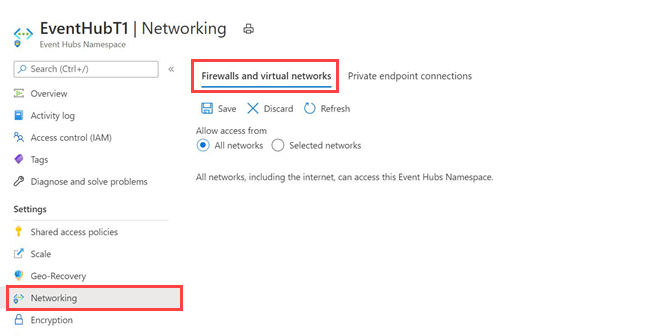 EventHubT1 | Networking
Event Hubs Namespace
Search (Ctrl+/)
«
Overview
Activity log
Access control (IAM)
Tags
Diagnose and solve problems
Settings
Shared access policies
Scale
Geo-Recovery
Networking
Encryption
Firewalls and virtual networks Private endpoint connections
Save Discard Refresh
Allow access from
All networks Selected networks
All networks, including the internet, can access this Event Hubs Namespace.